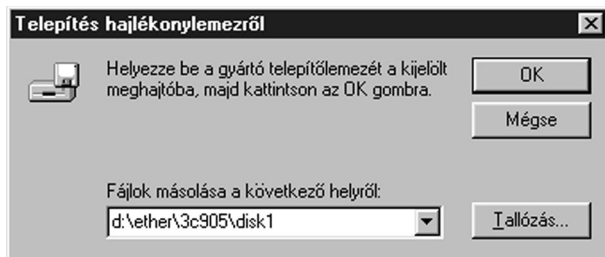 Telepítés hajlékonylemezről
Helyezze be a gyártó telepítőlemezét a kijelölt
meghajtóba, majd kattintson az OK gombra.
OK
Mégse
Fájlok másolása a következő helyről:
d:\ether\3c905\disk1
Tallózás...